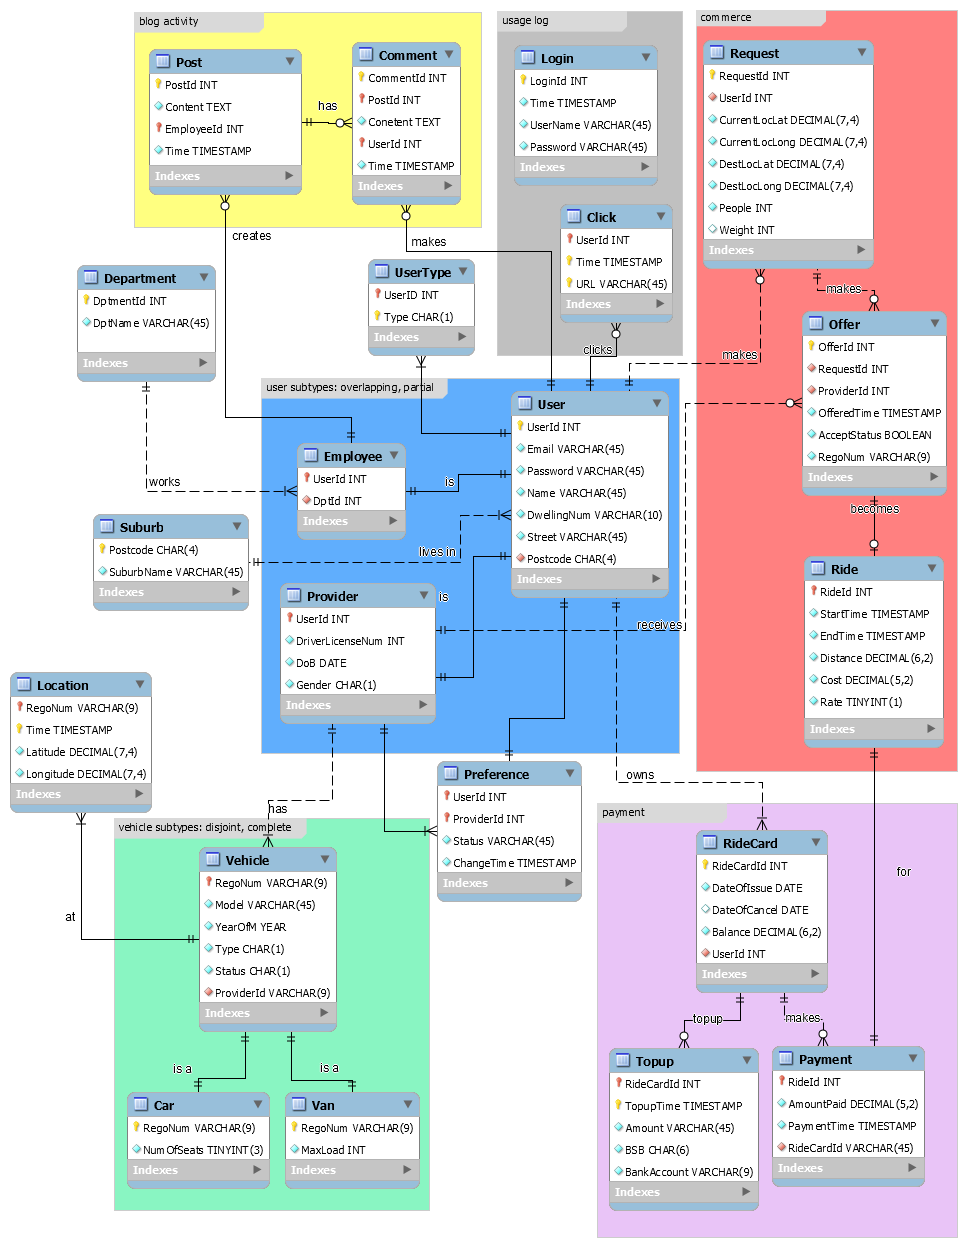 blog activity
Post
PostId INT
Content TEXT
EmployeeId INT
Time TIMESTAMP
Indexes
has
Comment
CommentId INT
PostId INT
Conetent TEXT
UserId INT
Time TIMESTAMP
Indexes
creates
makes
usage log
Login
LoginId INT
Time TIMESTAMP
UserName VARCHAR(45)
Password VARCHAR(45)
Indexes
Click
UserId INT
Time TIMESTAMP
URL VARCHAR(45)
Indexes
clicks
commerce
Request
RequestId INT
UserId INT
CurrentLocLat DECIMAL(7,4)
CurrentLocLong DECIMAL(7,4)
DestLocLat DECIMAL(7,4)
DestLocLong DECIMAL(7,4)
People INT
Weight INT
Indexes
makes
makes
Offer
OfferId INT
RequestId INT
ProviderId INT
OfferedTime TIMESTAMP
AcceptStatus BOOLEAN
RegoNum VARCHAR(9)
Indexes
becomes
Ride
RideId INT
StartTime TIMESTAMP
EndTime TIMESTAMP
Distance DECIMAL(6,2)
Cost DECIMAL(5,2)
Rate TINYINT(1)
Indexes
Department
DptmentId INT
DptName VARCHAR(45)
Indexes
works
UserType
UserID INT
Type CHAR(1)
Indexes
user subtypes: overlapping, partial
User
UserId INT
Email VARCHAR(45)
Password VARCHAR(45)
Name VARCHAR(45)
DwellingNum VARCHAR(10)
Street VARCHAR(45)
Postcode CHAR(4)
Indexes
Employee
UserId INT
DptId INT
Indexes
is
lives in
Suburb
Postcode CHAR(4)
SuburbName VARCHAR(45)
Indexes
Provider
UserId INT
DriverLicenseNum INT
DoB DATE
Gender CHAR(1)
Indexes
is
receives
Location
RegoNum VARCHAR(9)
Time TIMESTAMP
Latitude DECIMAL(7,4)
Longitude DECIMAL(7,4)
Indexes
at
has
Preference
UserId INT
ProviderId INT
Status VARCHAR(45)
ChangeTime TIMESTAMP
Indexes
owns
vehicle subtypes: disjoint, complete
Vehicle
RegoNum VARCHAR(9)
Model VARCHAR(45)
YearOfM YEAR
Type CHAR(1)
Status CHAR(1)
ProviderId VARCHAR(9)
Indexes
is a
is a
Car
RegoNum VARCHAR(9)
NumOfSeats TINYINT(3)
Indexes
Van
RegoNum VARCHAR(9)
MaxLoad INT
Indexes
payment
RideCard
RideCardId INT
DateOfIssue DATE
DateOfCancel DATE
Balance DECIMAL(6,2)
UserId INT
Indexes
for
topup
makes
Topup
RideCardId INT
TopupTime TIMESTAMP
Amount VARCHAR(45)
BSB CHAR(6)
BankAccount VARCHAR(9)
Indexes
Payment
RideId INT
AmountPaid DECIMAL(5,2)
PaymentTime TIMESTAMP
RideCardId VARCHAR(45)
Indexes